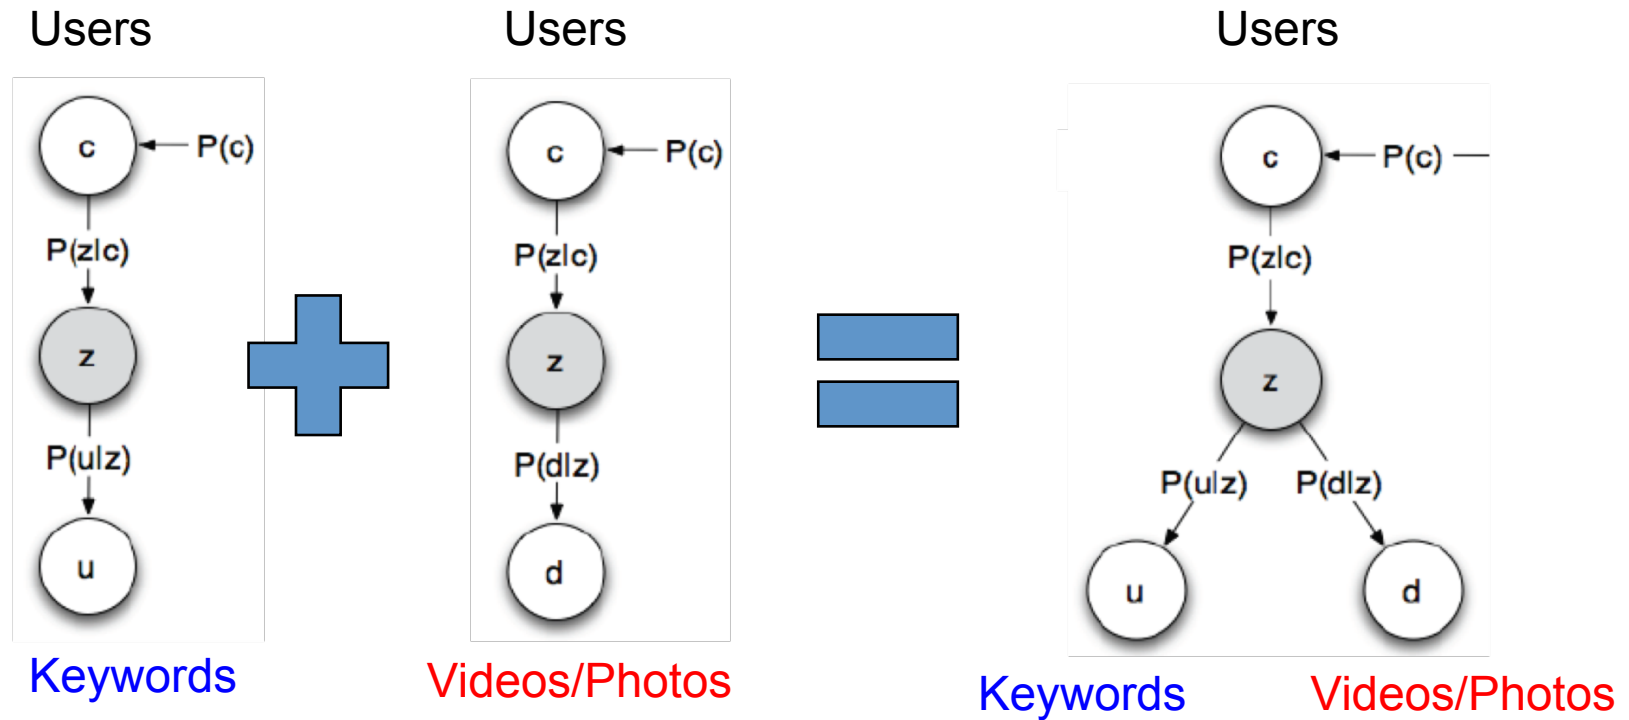 Users
c
P(c)
P(z|c)
z
P(u|z)
u
Keywords
Users
c
P(c)
P(z|c)
z
P(d|z)
d
Videos/Photos
Users
c
P(c)
P(z|c)
z
P(u|z) P(d|z)
u d
Keywords Videos/Photos